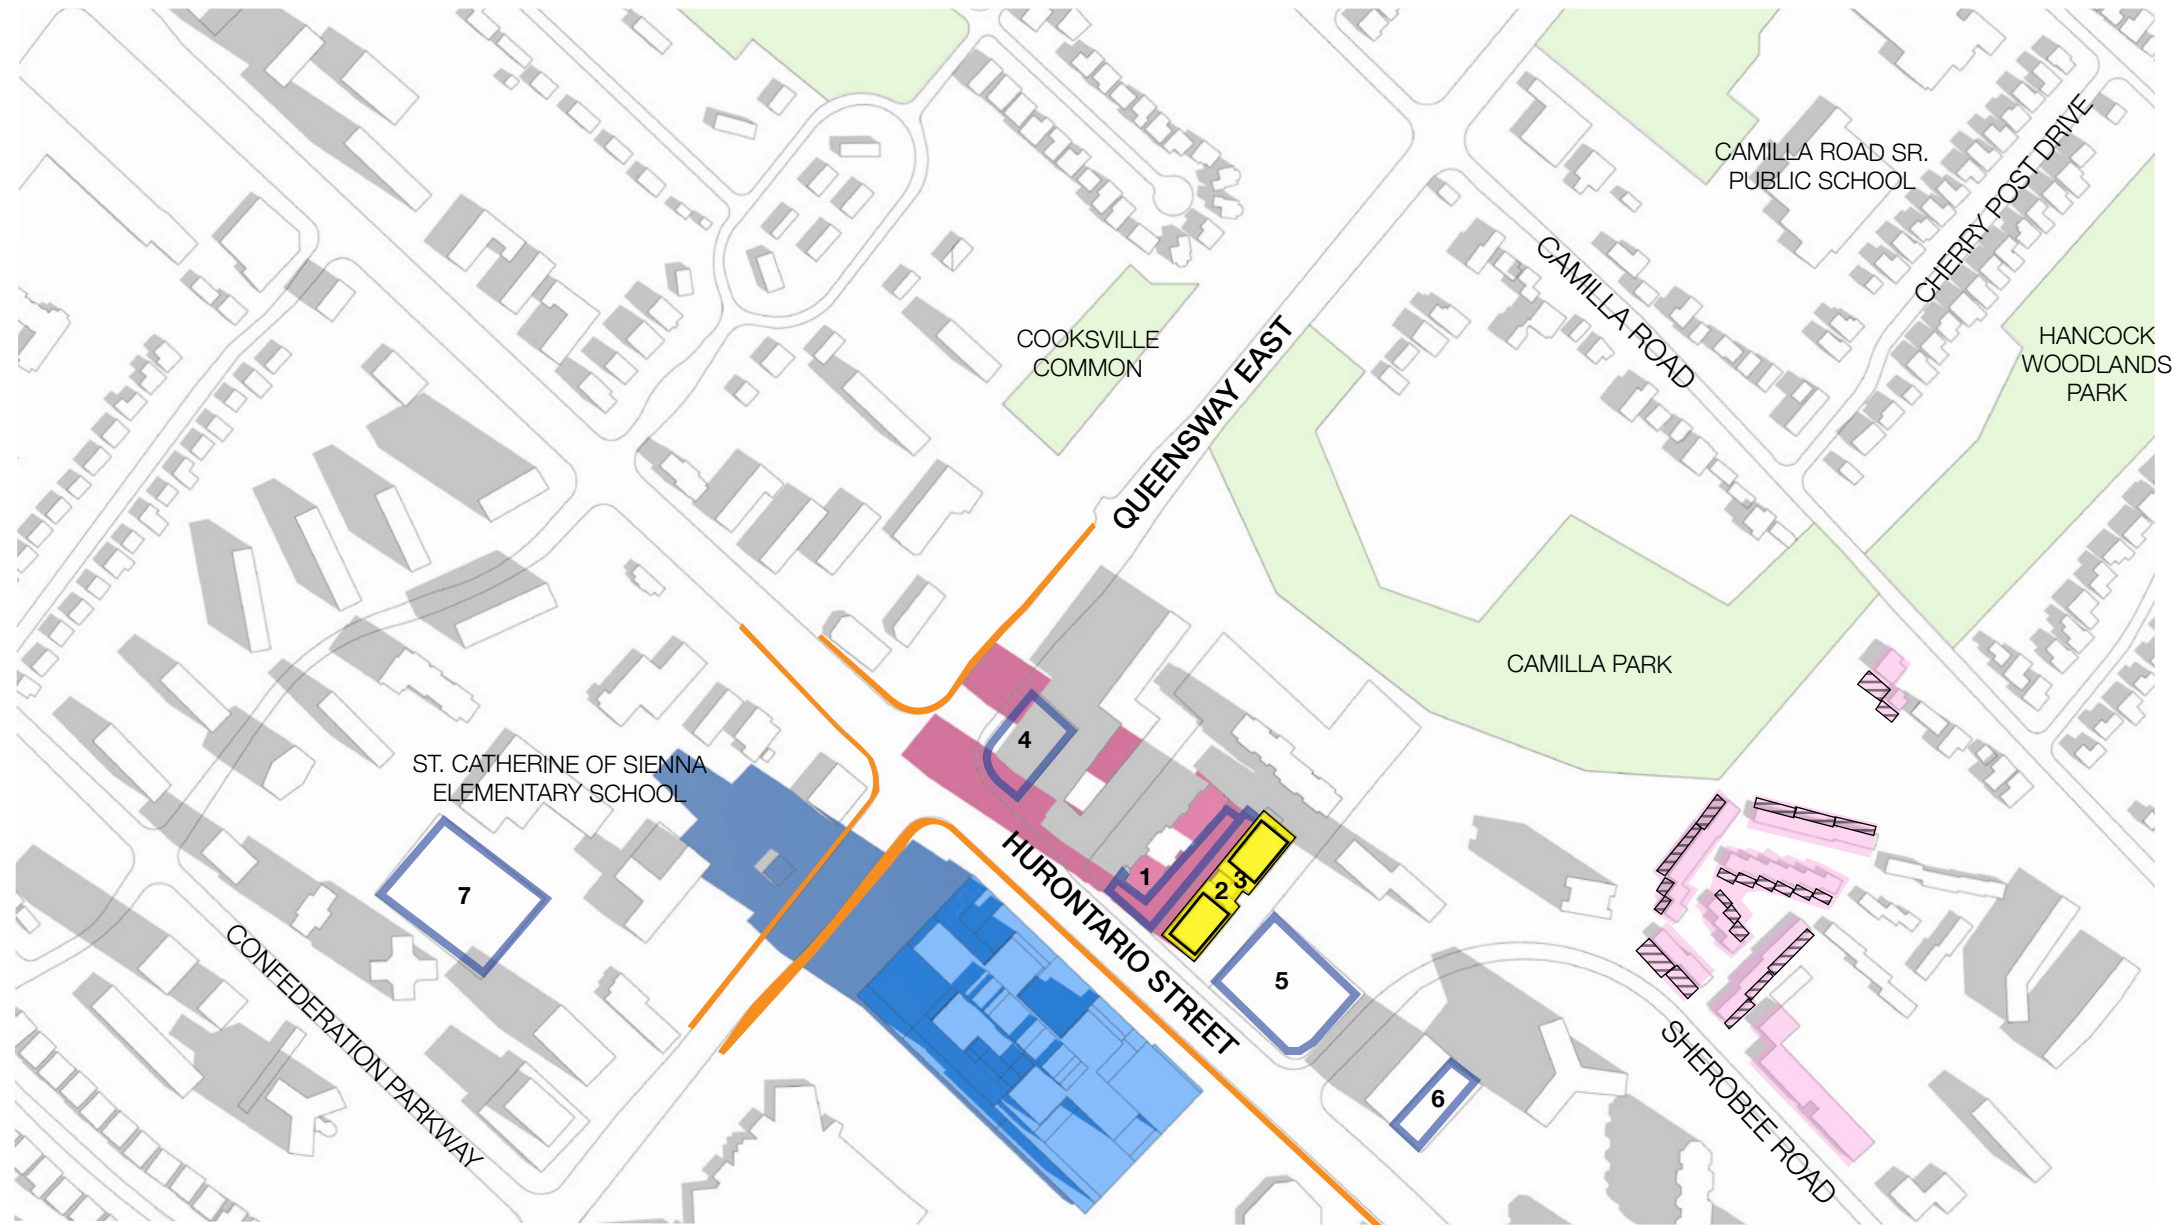 CAMILLA ROAD SR.
PUBLIC SCHOOL
CHERRY POST DRIVE
CAMILLA ROAD
HANCOCK
WOODLANDS
PARK
COOKSVILLE
COMMON
QUEENSWAY EAST
CAMILLA PARK
ST. CATHERINE OF SIENNA
ELEMENTARY SCHOOL
4
HURONTARIO STREET
1
2
3
7
5
6
CONFEDERATION PARKWAY
SHEROBEE ROAD